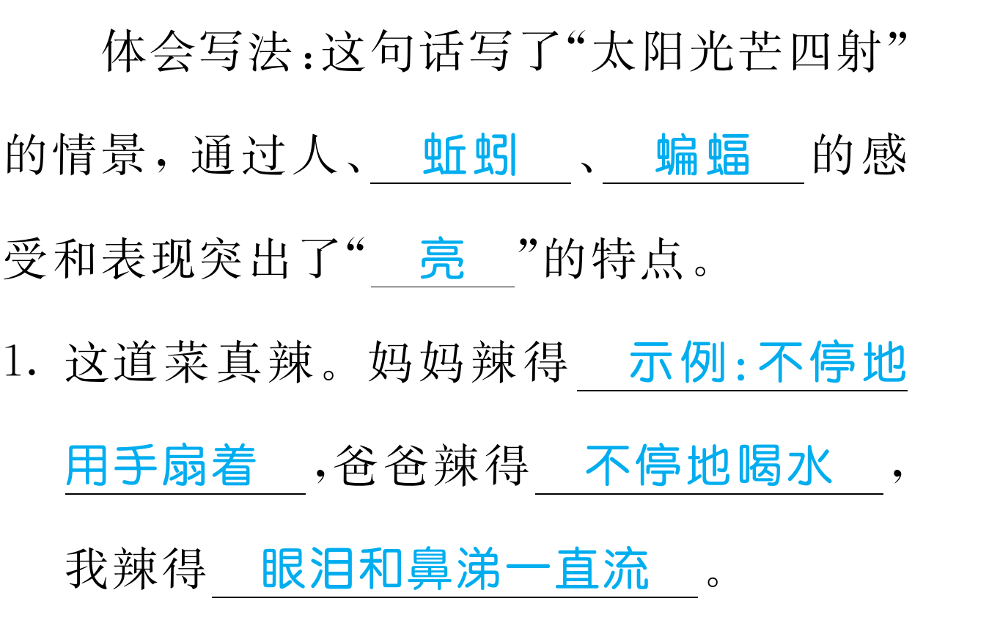 体会写法：这句话写了“太阳光芒四射”
的情景，通过人、蚯蚓、蝙蝠的感
受和表现突出了“亮”的特点。
1. 这道菜真辣。妈妈辣得示例：不停地
用手扇着，爸爸辣得不停地喝水，
我辣得眼泪和鼻涕一直流。